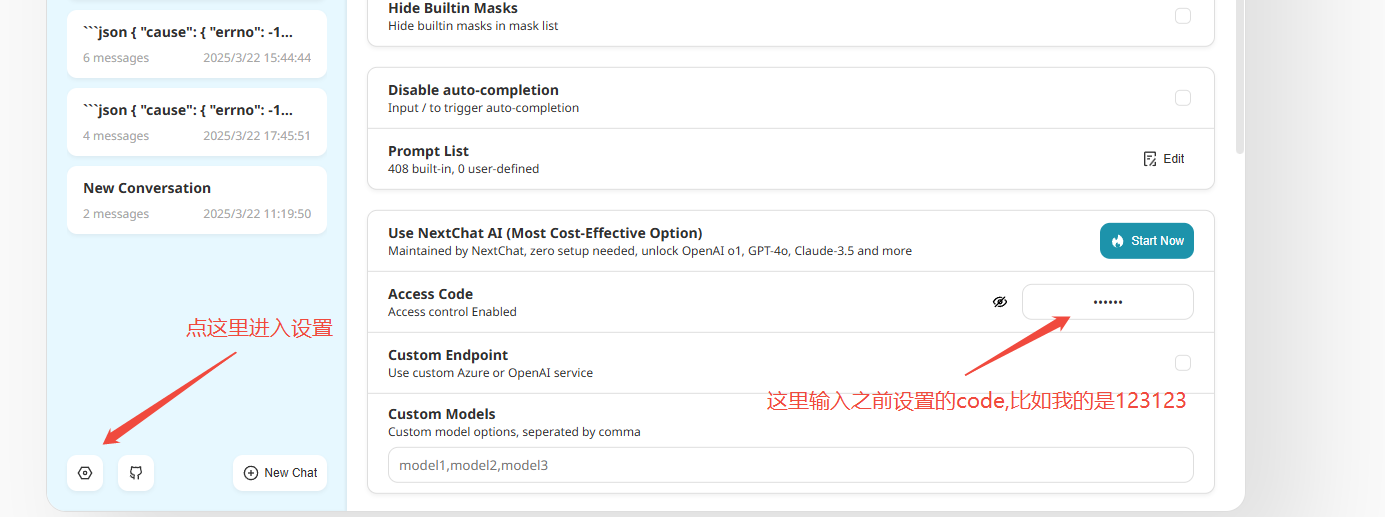 ```json { "cause": { "errno": -1...
6 messages 2025/3/22 15:44:44
```json { "cause": { "errno": -1...
4 messages 2025/3/22 17:45:51
New Conversation
2 messages 2025/3/22 11:19:50
点这里进入设置
New Chat
Hide Builtin Masks
Hide builtin masks in mask list
Disable auto-completion
Input / to trigger auto-completion
Prompt List
408 built-in, 0 user-defined
Edit
Use NextChat AI (Most Cost-Effective Option)
Maintained by NextChat, zero setup needed, unlock OpenAI o1, GPT-4o, Claude-3.5 and more
Start Now
Access Code
Access control Enabled
••••••
Custom Endpoint
Use custom Azure or OpenAI service
这里输入之前设置的code,比如我的是123123
Custom Models
Custom model options, seperated by comma
model1,model2,model3